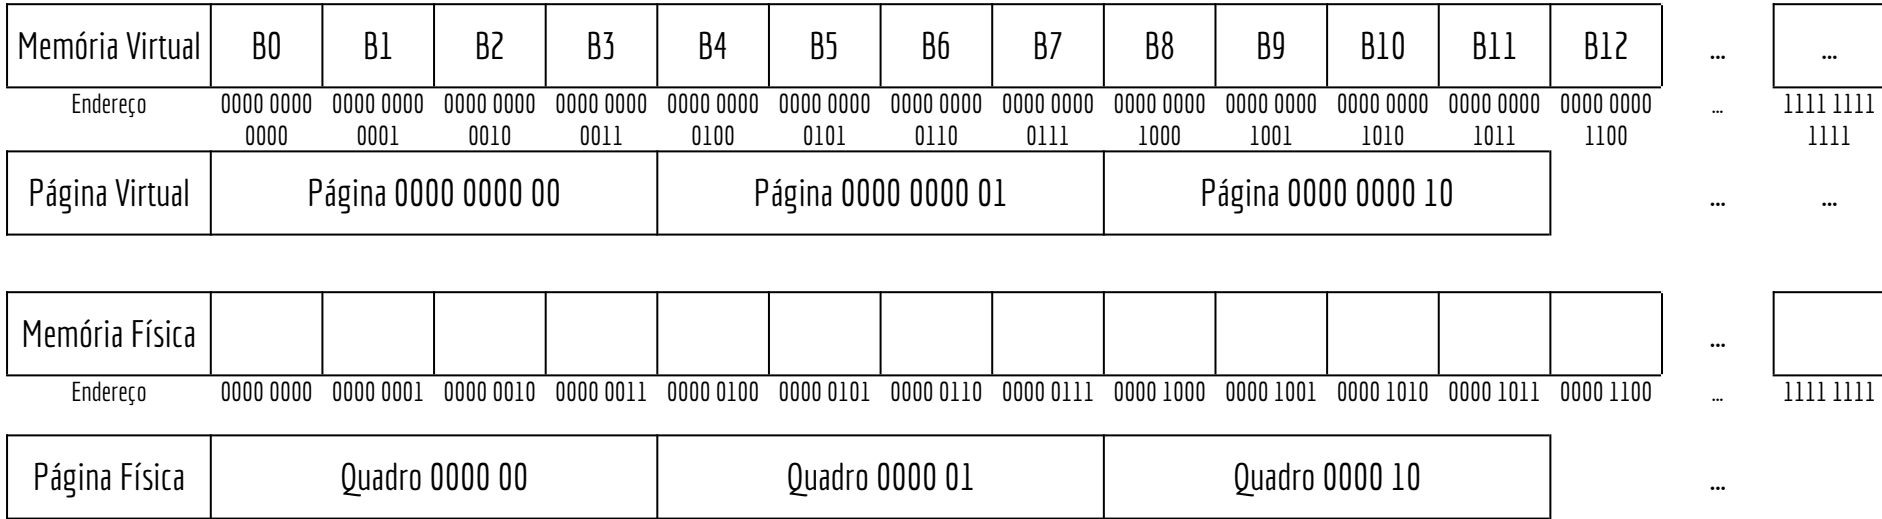 Memória Virtual B0 B1 B2 B3 B4 B5 B6 B7 B8 B9 B10 B11 B12 ... ...
Endereço 0000 0000 0000 0000 0000 0000 0000 0000 0000 0000 0000 0000 0000 0000 0000 0000 0000 0000 0000 0000 0000 0000 0000 0000 0000 0000 ... 1111 1111
0000 0001 0010 0011 0100 0101 0110 0111 1000 1001 1010 1011 1100 1111
Página Virtual Página 0000 0000 00 Página 0000 0000 01 Página 0000 0000 10 ... ...
Memória Física ...
Endereço 0000 0000 0000 0001 0000 0010 0000 0011 0000 0100 0000 0101 0000 0110 0000 0111 0000 1000 0000 1001 0000 1010 0000 1011 0000 1100 ... 1111 1111
Página Física Quadro 0000 00 Quadro 0000 01 Quadro 0000 10 ...